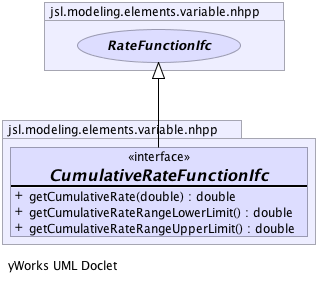 jsl.modeling.elements.variable.nhpp
RateFunctionIfc
jsl.modeling.elements.variable.nhpp
«interface»
CumulativeRateFunctionIfc
+ getCumulativeRate(double) : double
+ getCumulativeRateRangeLowerLimit() : double
+ getCumulativeRateRangeUpperLimit() : double
yWorks UML Doclet